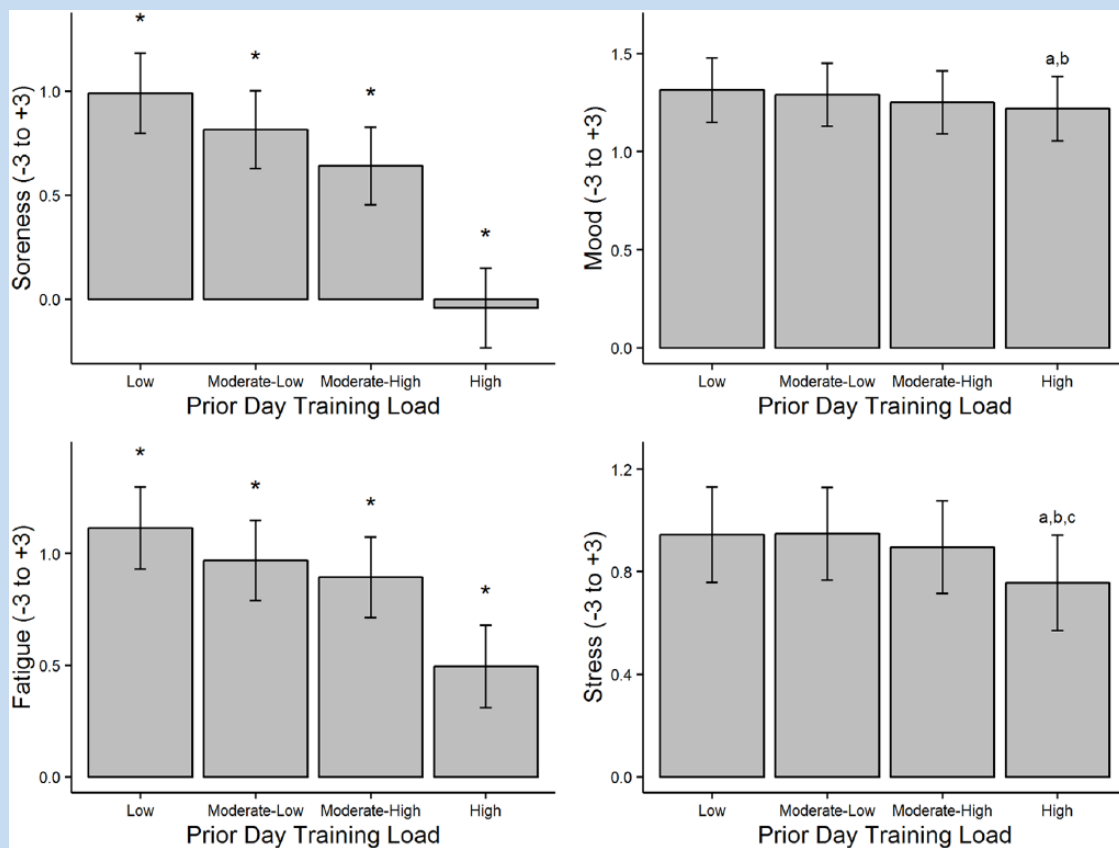 *
*
*
*
Soreness (-3 to +3)
1.0
0.5
0.0
Low Moderate-Low Moderate-High High
Prior Day Training Load
a,b
Mood (-3 to +3)
1.5
1.0
0.5
0.0
Low Moderate-Low Moderate-High High
Prior Day Training Load
*
*
*
*
Fatigue (-3 to +3)
1.0
0.5
0.0
Low Moderate-Low Moderate-High High
Prior Day Training Load
a,b,c
Stress (-3 to +3)
1.2
0.8
0.4
0.0
Low Moderate-Low Moderate-High High
Prior Day Training Load